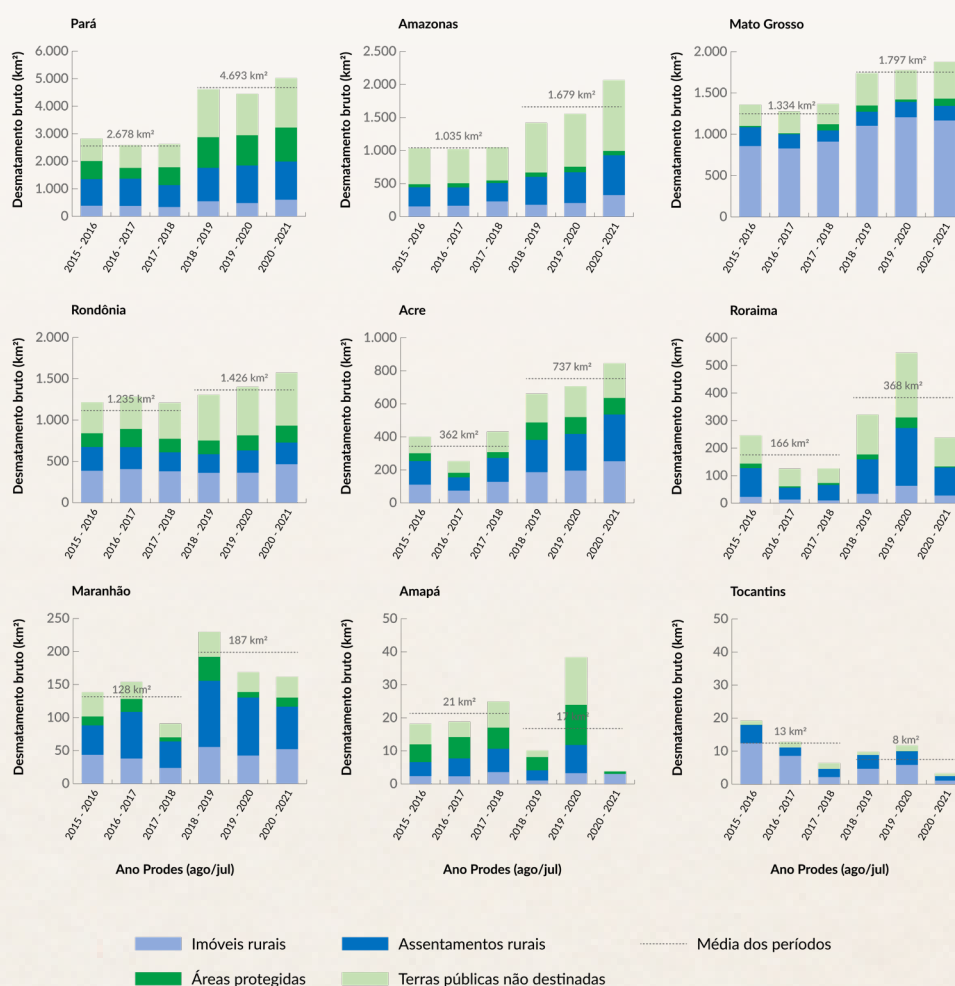 Pará
Desmatamento bruto (km²)
6.000
5.000
4.000
3.000
2.000
1.000
0
2.678 km²
4.693 km²
2015 - 2016
2016 - 2017
2017 - 2018
2018 - 2019
2019 - 2020
2020 - 2021
Amazonas
Desmatamento bruto (km²)
2.500
2.000
1.500
1.000
500
0
1.035 km²
1.679 km²
2015 - 2016
2016 - 2017
2017 - 2018
2018 - 2019
2019 - 2020
2020 - 2021
Mato Grosso
Desmatamento bruto (km²)
2.000
1.500
1.000
500
0
1.334 km²
1.797 km²
2015 - 2016
2016 - 2017
2017 - 2018
2018 - 2019
2019 - 2020
2020 - 2021
Rondônia
Desmatamento bruto (km²)
2.000
1.500
1.000
500
0
1.235 km²
1.426 km²
2015 - 2016
2016 - 2017
2017 - 2018
2018 - 2019
2019 - 2020
2020 - 2021
Acre
Desmatamento bruto (km²)
1.000
800
600
400
200
0
362 km²
737 km²
2015 - 2016
2016 - 2017
2017 - 2018
2018 - 2019
2019 - 2020
2020 - 2021
Roraima
Desmatamento bruto (km²)
600
500
400
300
200
100
0
166 km²
368 km²
2015 - 2016
2016 - 2017
2017 - 2018
2018 - 2019
2019 - 2020
2020 - 2021
Maranhão
Desmatamento bruto (km²)
250
200
150
100
50
0
128 km²
187 km²
2015 - 2016
2016 - 2017
2017 - 2018
2018 - 2019
2019 - 2020
2020 - 2021
Ano Prodes (ago/jul)
Amapá
Desmatamento bruto (km²)
50
40
30
20
10
0
21 km²
17 km²
2015 - 2016
2016 - 2017
2017 - 2018
2018 - 2019
2019 - 2020
2020 - 2021
Ano Prodes (ago/jul)
Tocantins
Desmatamento bruto (km²)
50
40
30
20
10
0
13 km²
8 km²
2015 - 2016
2016 - 2017
2017 - 2018
2018 - 2019
2019 - 2020
2020 - 2021
Ano Prodes (ago/jul)
Imóveis rurais
Assentamentos rurais
Média dos períodos
Áreas protegidas
Terras públicas não destinadas